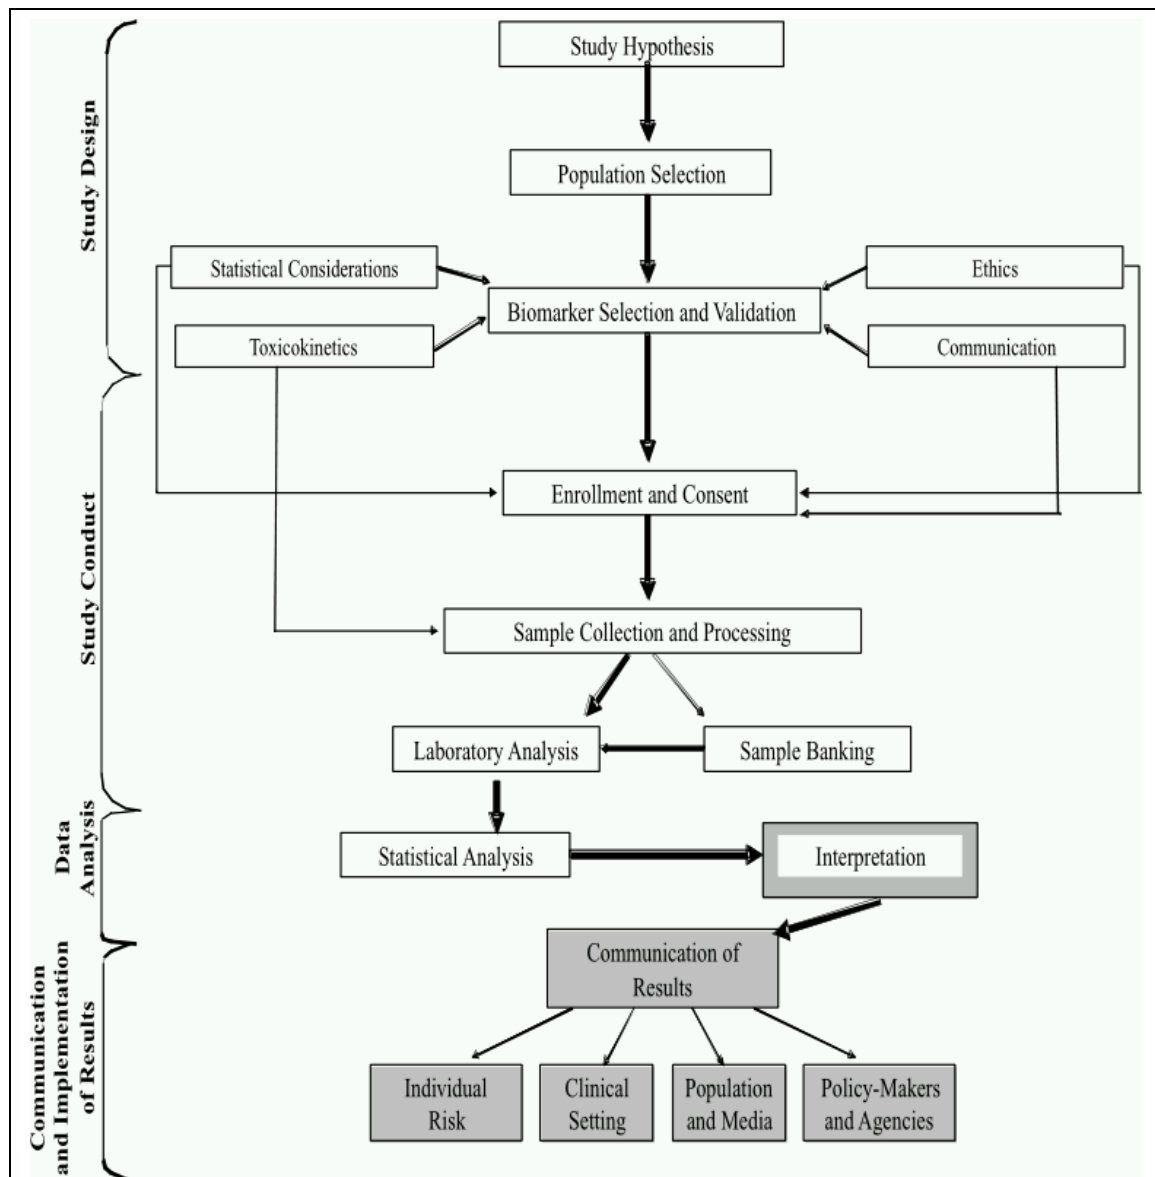 Study Hypothesis
Population Selection
Statistical Considerations
Ethics
Biomarker Selection and Validation
Toxicokinetics
Communication
Enrollment and Consent
Sample Collection and Processing
Laboratory Analysis
Sample Banking
Statistical Analysis
Interpretation
Communication of
Results
Individual
Risk
Clinical
Setting
Population
and Media
Policy-Makers
and Agencies
Study Design
Study Conduct
Data
Analysis
Communication
and Implementation
of Results